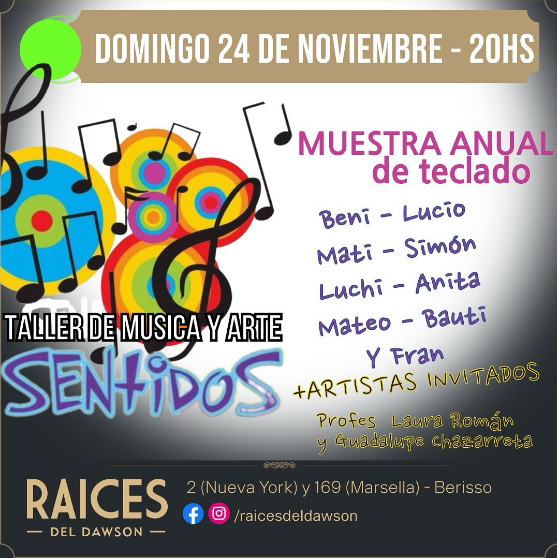 DOMINGO 24 DE NOVIEMBRE - 20HS
MUESTRA ANUAL
de teclado
Beni - Lucio
Mati - Simón
Luchi - Anita
Mateo - Bauti
Y Fran
+ARTISTAS INVITADOS
Profes Laura Román
y Guadalupe Chazarreta
TALLER DE MUSICA Y ARTE
SENTIDOS
RAICES
DEL DAWSON
2 (Nueva York) y 169 (Marsella) - Berisso
/raicesdeldawson